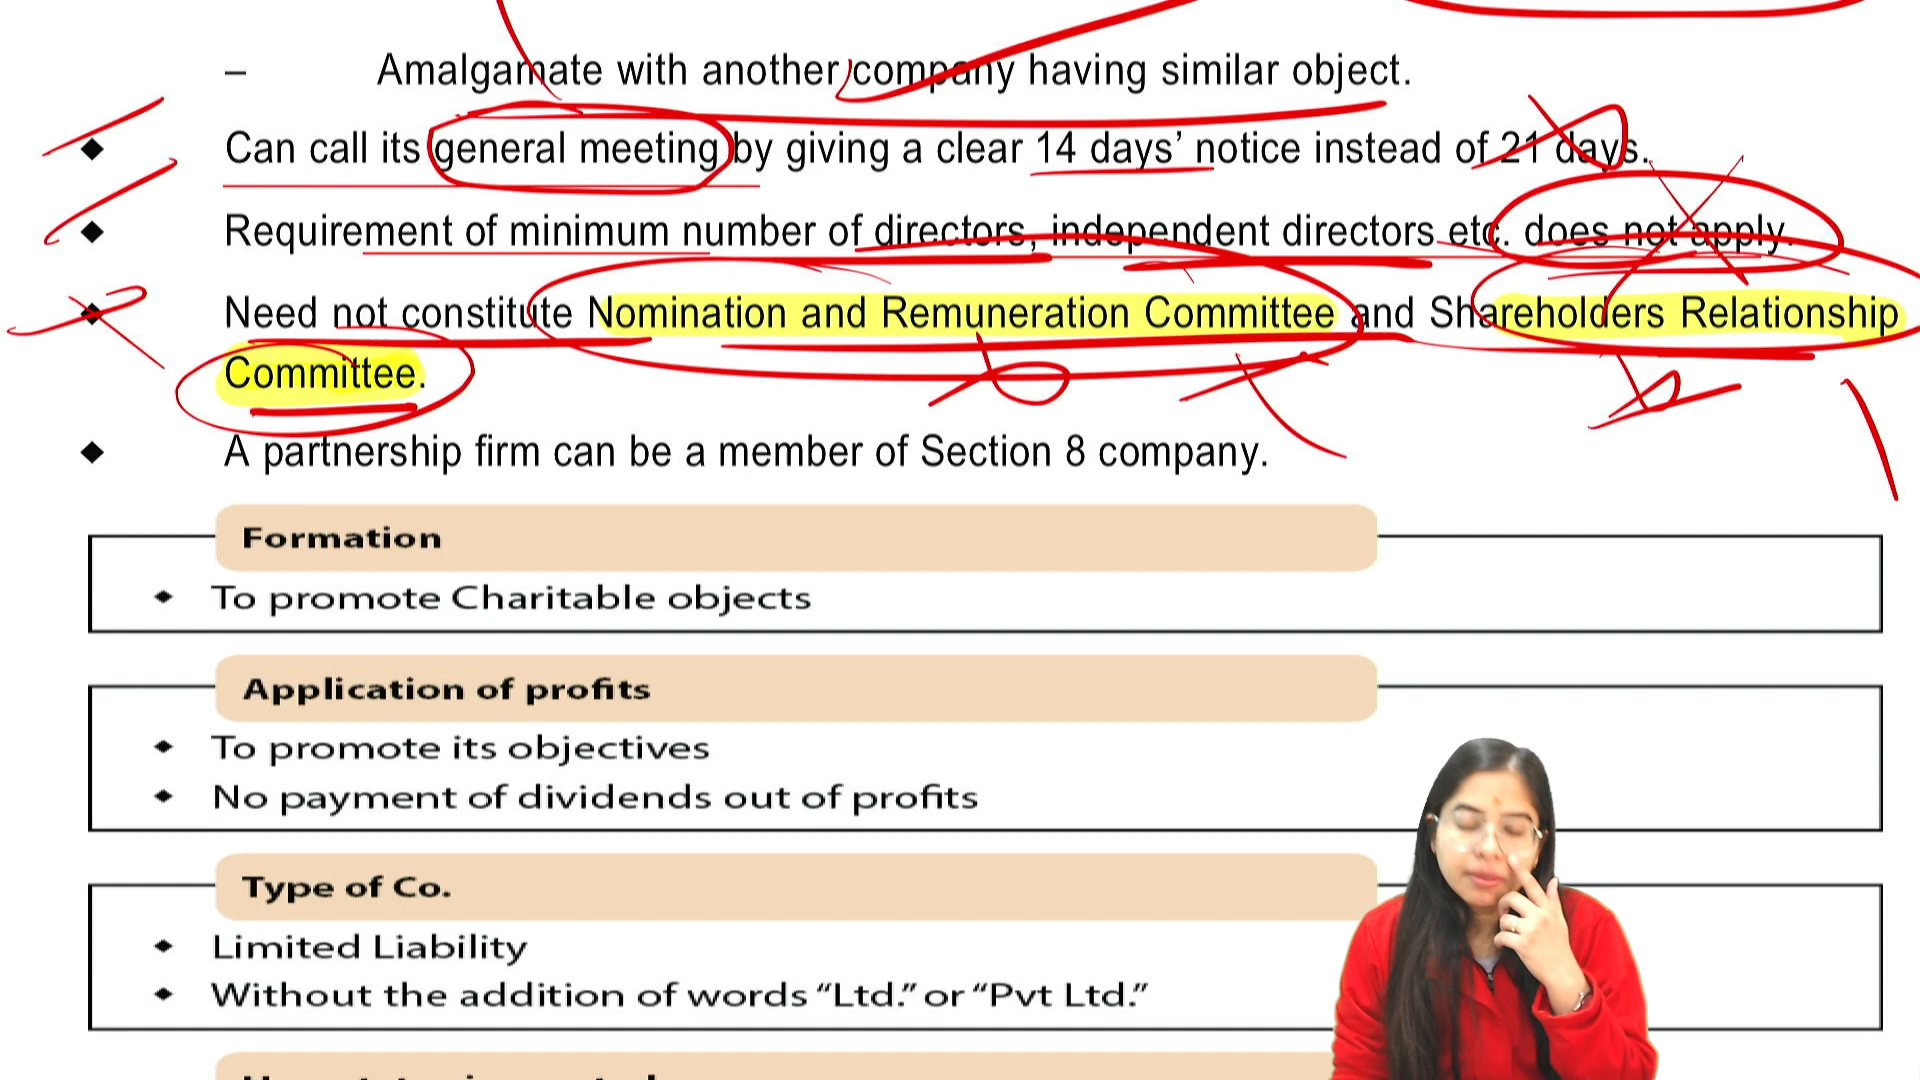 – Amalgamate with another company having similar object.
◆ Can call its general meeting by giving a clear 14 days’ notice instead of 21 days.
◆ Requirement of minimum number of directors, independent directors etc. does not apply.
◆ Need not constitute Nomination and Remuneration Committee and Shareholders Relationship
Committee.
◆ A partnership firm can be a member of Section 8 company.
Formation
◆ To promote Charitable objects
Application of profits
◆ To promote its objectives
◆ No payment of dividends out of profits
Type of Co.
◆ Limited Liability
◆ Without the addition of words “Ltd.” or “Pvt Ltd.”